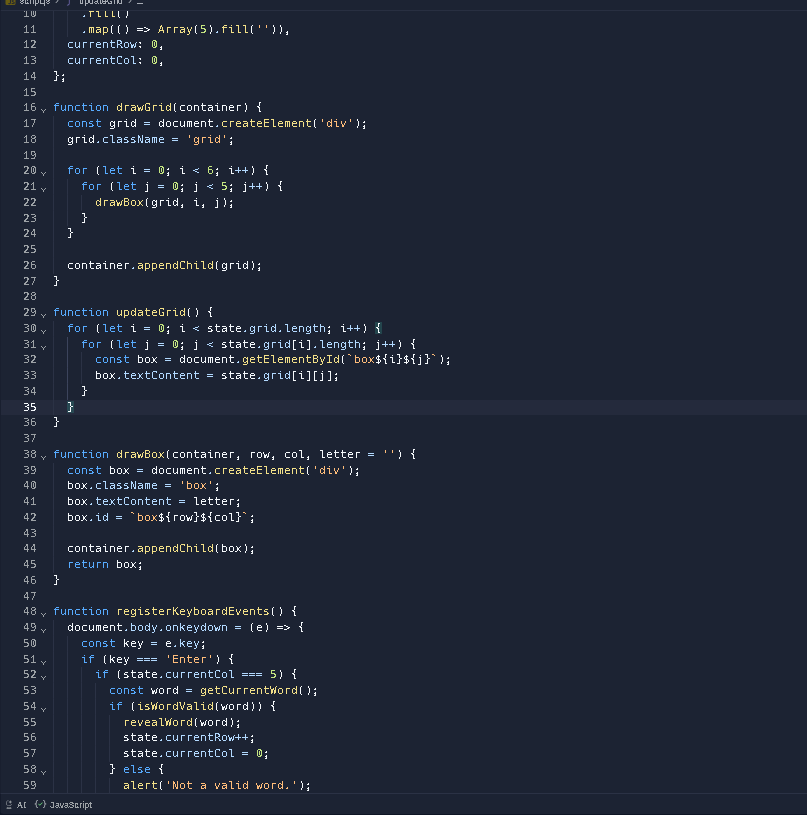 script.js > updateGrid > ...
10 .fill()
11 .map(() => Array(5).fill('')),
12 currentRow: 0,
13 currentCol: 0,
14 };
15
16 function drawGrid(container) {
17 const grid = document.createElement('div');
18 grid.className = 'grid';
19
20 for (let i = 0; i < 6; i++) {
21 for (let j = 0; j < 5; j++) {
22 drawBox(grid, i, j);
23 }
24 }
25
26 container.appendChild(grid);
27 }
28
29 function updateGrid() {
30 for (let i = 0; i < state.grid.length; i++) {
31 for (let j = 0; j < state.grid[i].length; j++) {
32 const box = document.getElementById(`box${i}${j}`);
33 box.textContent = state.grid[i][j];
34 }
35 }
36 }
37
38 function drawBox(container, row, col, letter = '') {
39 const box = document.createElement('div');
40 box.className = 'box';
41 box.textContent = letter;
42 box.id = `box${row}${col}`;
43
44 container.appendChild(box);
45 return box;
46 }
47
48 function registerKeyboardEvents() {
49 document.body.onkeydown = (e) => {
50 const key = e.key;
51 if (key === 'Enter') {
52 if (state.currentCol === 5) {
53 const word = getCurrentWord();
54 if (isWordValid(word)) {
55 revealWord(word);
56 state.currentRow++;
57 state.currentCol = 0;
58 } else {
59 alert('Not a valid word.');
AI {✓} JavaScript